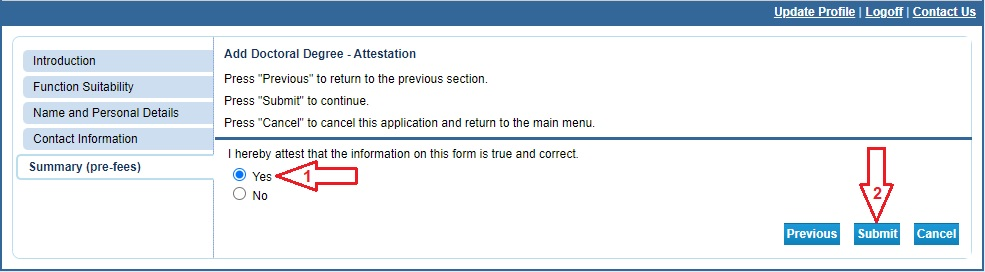 Update Profile | Logoff | Contact Us
Introduction
Function Suitability
Name and Personal Details
Contact Information
Summary (pre-fees)
Add Doctoral Degree - Attestation
Press "Previous" to return to the previous section.
Press "Submit" to continue.
Press "Cancel" to cancel this application and return to the main menu.
I hereby attest that the information on this form is true and correct.
Yes 1
No
2
Previous Submit Cancel